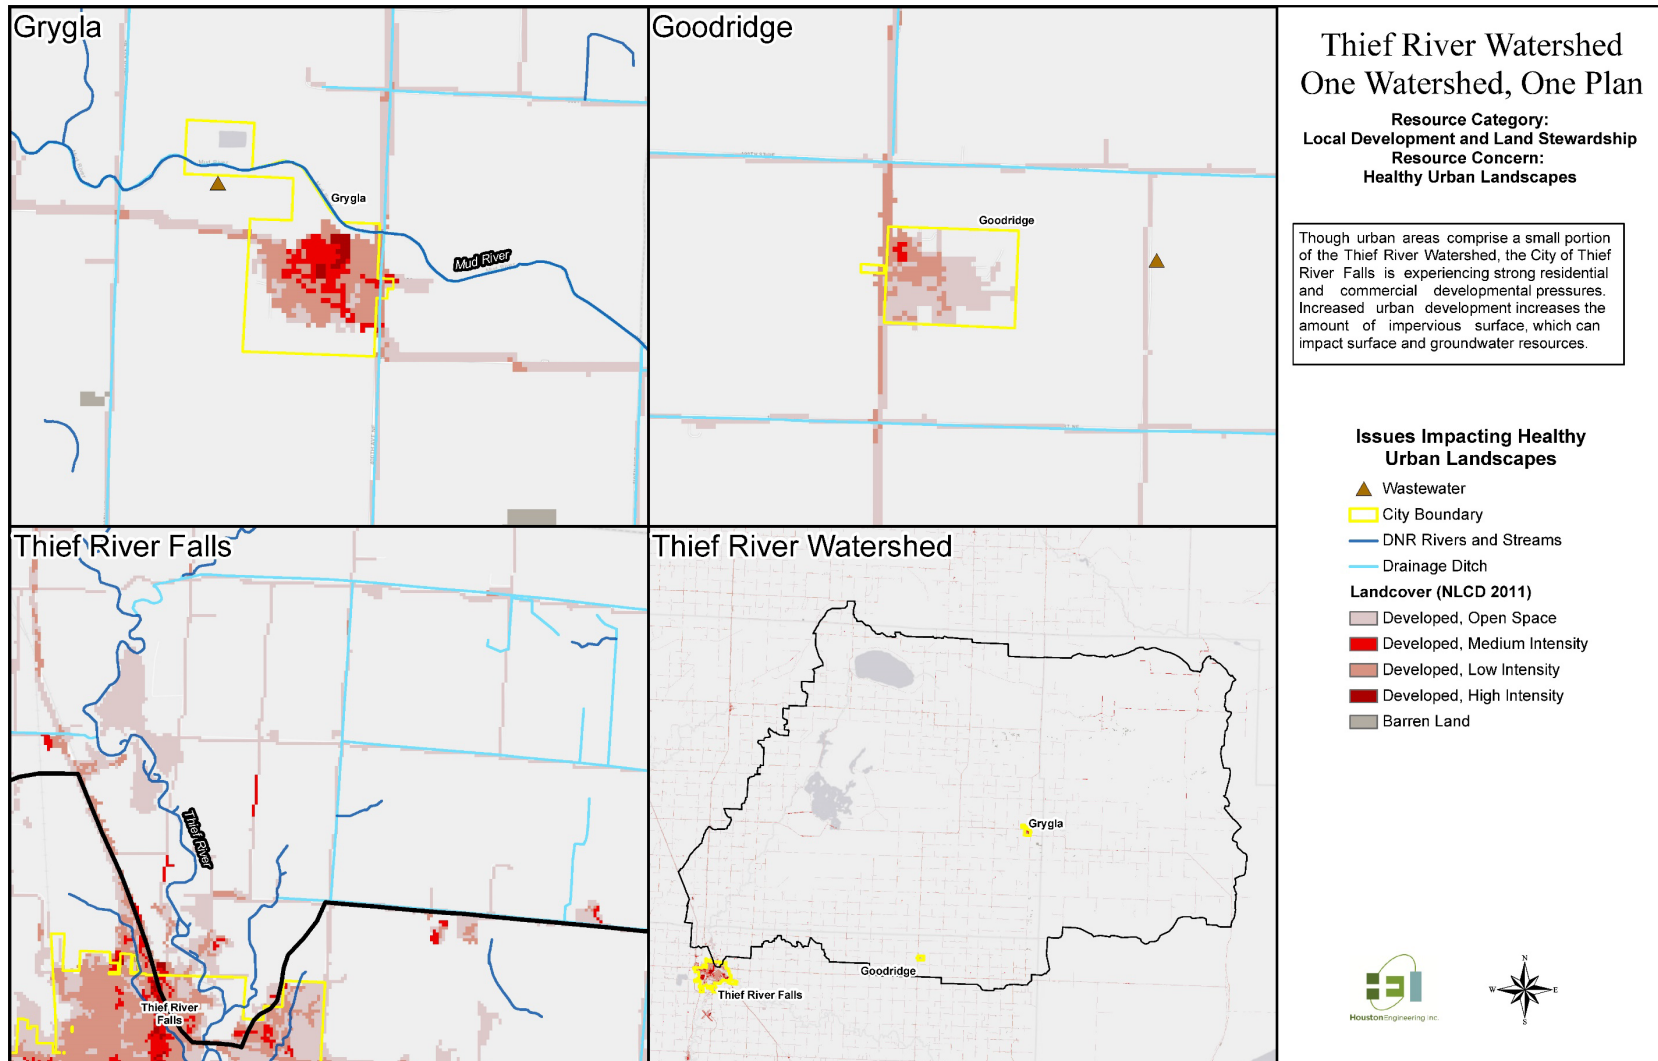 Grygla
Mud River
Grygla
Mud River
Goodridge
Goodridge
Thief River Falls
Thief River
Thief River
Falls
Thief River Watershed
Grygla
Goodridge
Thief River Falls
Thief River Watershed
One Watershed, One Plan
Resource Category:
Local Development and Land Stewardship
Resource Concern:
Healthy Urban Landscapes
Though urban areas comprise a small portion
of the Thief River Watershed, the City of Thief
River Falls is experiencing strong residential
and commercial developmental pressures.
Increased urban development increases the
amount of impervious surface, which can
impact surface and groundwater resources.
Issues Impacting Healthy
Urban Landscapes
Wastewater
City Boundary
DNR Rivers and Streams
Drainage Ditch
Landcover (NLCD 2011)
Developed, Open Space
Developed, Medium Intensity
Developed, Low Intensity
Developed, High Intensity
Barren Land
HoustonEngineering Inc.
N
W E
S